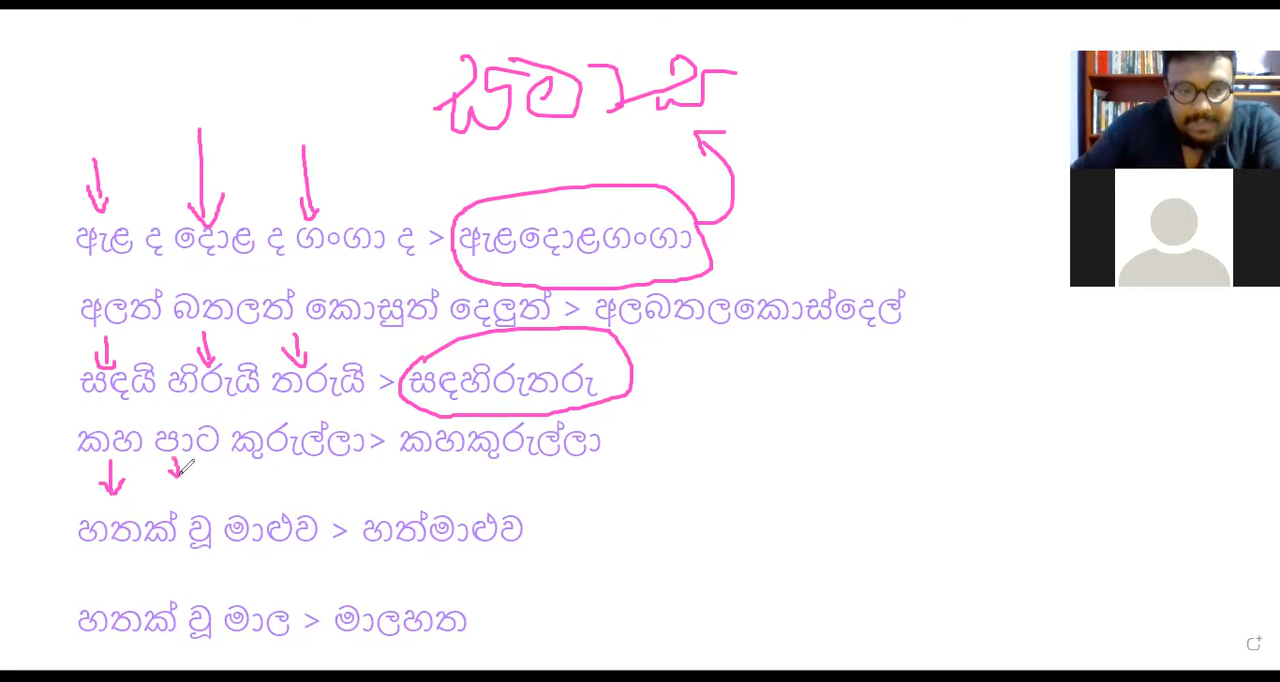 සමාස
ඇළ ද දොළ ද ගංගා ද > ඇළදොළගංගා
අලත් බතලත් කොසුත් දෙලුත් > අලබතලකොස්දෙල්
සඳයි හිරුයි තරුයි > සඳහිරුතරු
කහ පාට කුරුල්ලා> කහකුරුල්ලා
හතක් වූ මාළුව > හත්මාළුව
හතක් වූ මාල > මාලහත